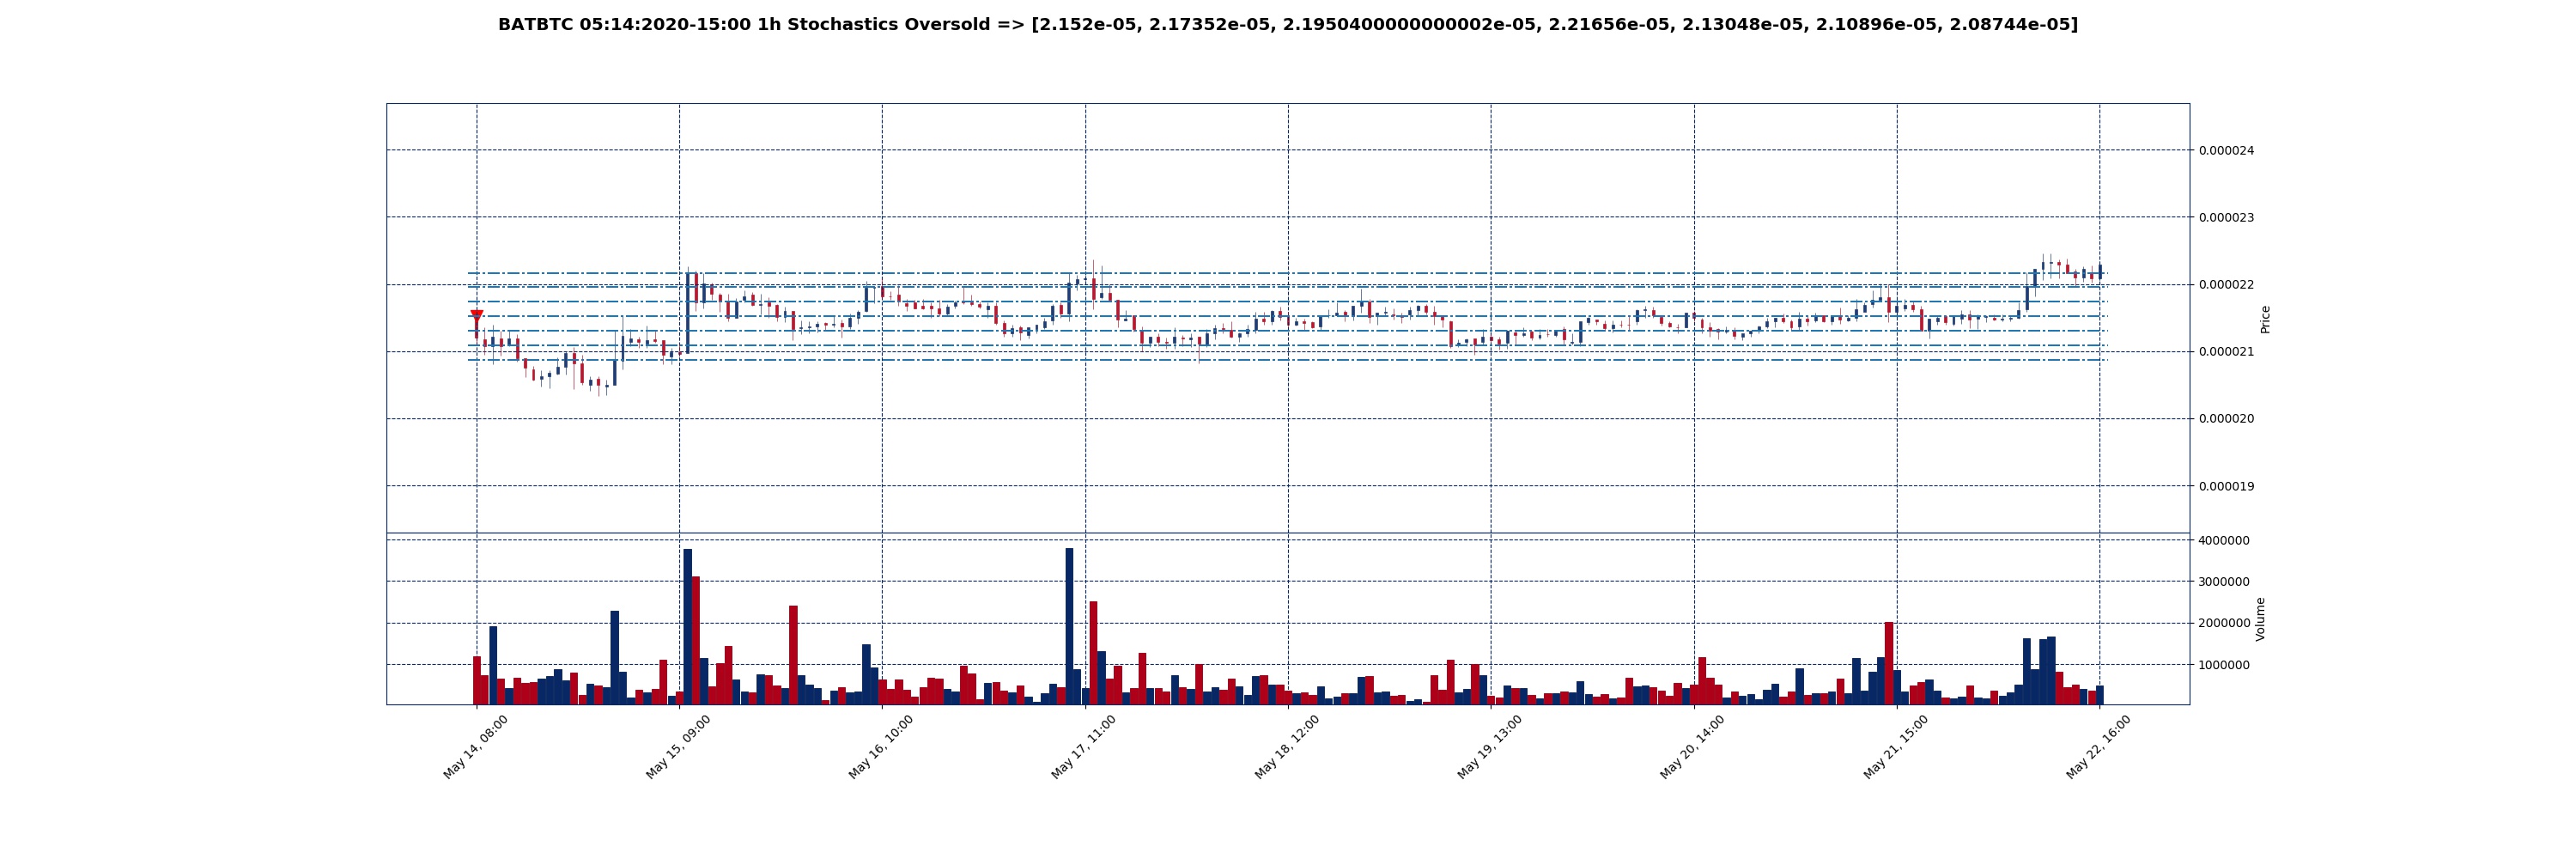 BATBTC 05:14:2020-15:00 1h Stochastics Oversold => [2.152e-05, 2.17352e-05, 2.1950400000000002e-05, 2.21656e-05, 2.13048e-05, 2.10896e-05, 2.08744e-05]
0.000024
0.000023
0.000022
0.000021
0.000020
0.000019
Price
4000000
3000000
2000000
1000000
Volume
May 14, 08:00
May 15, 09:00
May 16, 10:00
May 17, 11:00
May 18, 12:00
May 19, 13:00
May 20, 14:00
May 21, 15:00
May 22, 16:00